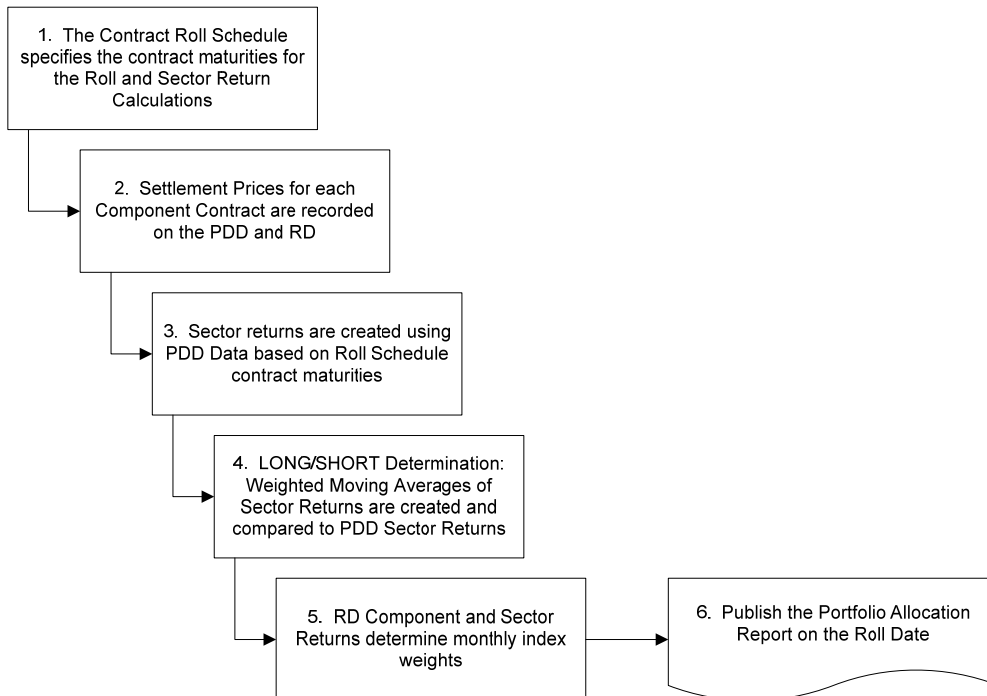 1. The Contract Roll Schedule
specifies the contract maturities for
the Roll and Sector Return
Calculations
2. Settlement Prices for each
Component Contract are recorded
on the PDD and RD
3. Sector returns are created using
PDD Data based on Roll Schedule
contract maturities
4. LONG/SHORT Determination:
Weighted Moving Averages of
Sector Returns are created and
compared to PDD Sector Returns
5. RD Component and Sector
Returns determine monthly index
weights
6. Publish the Portfolio Allocation
Report on the Roll Date